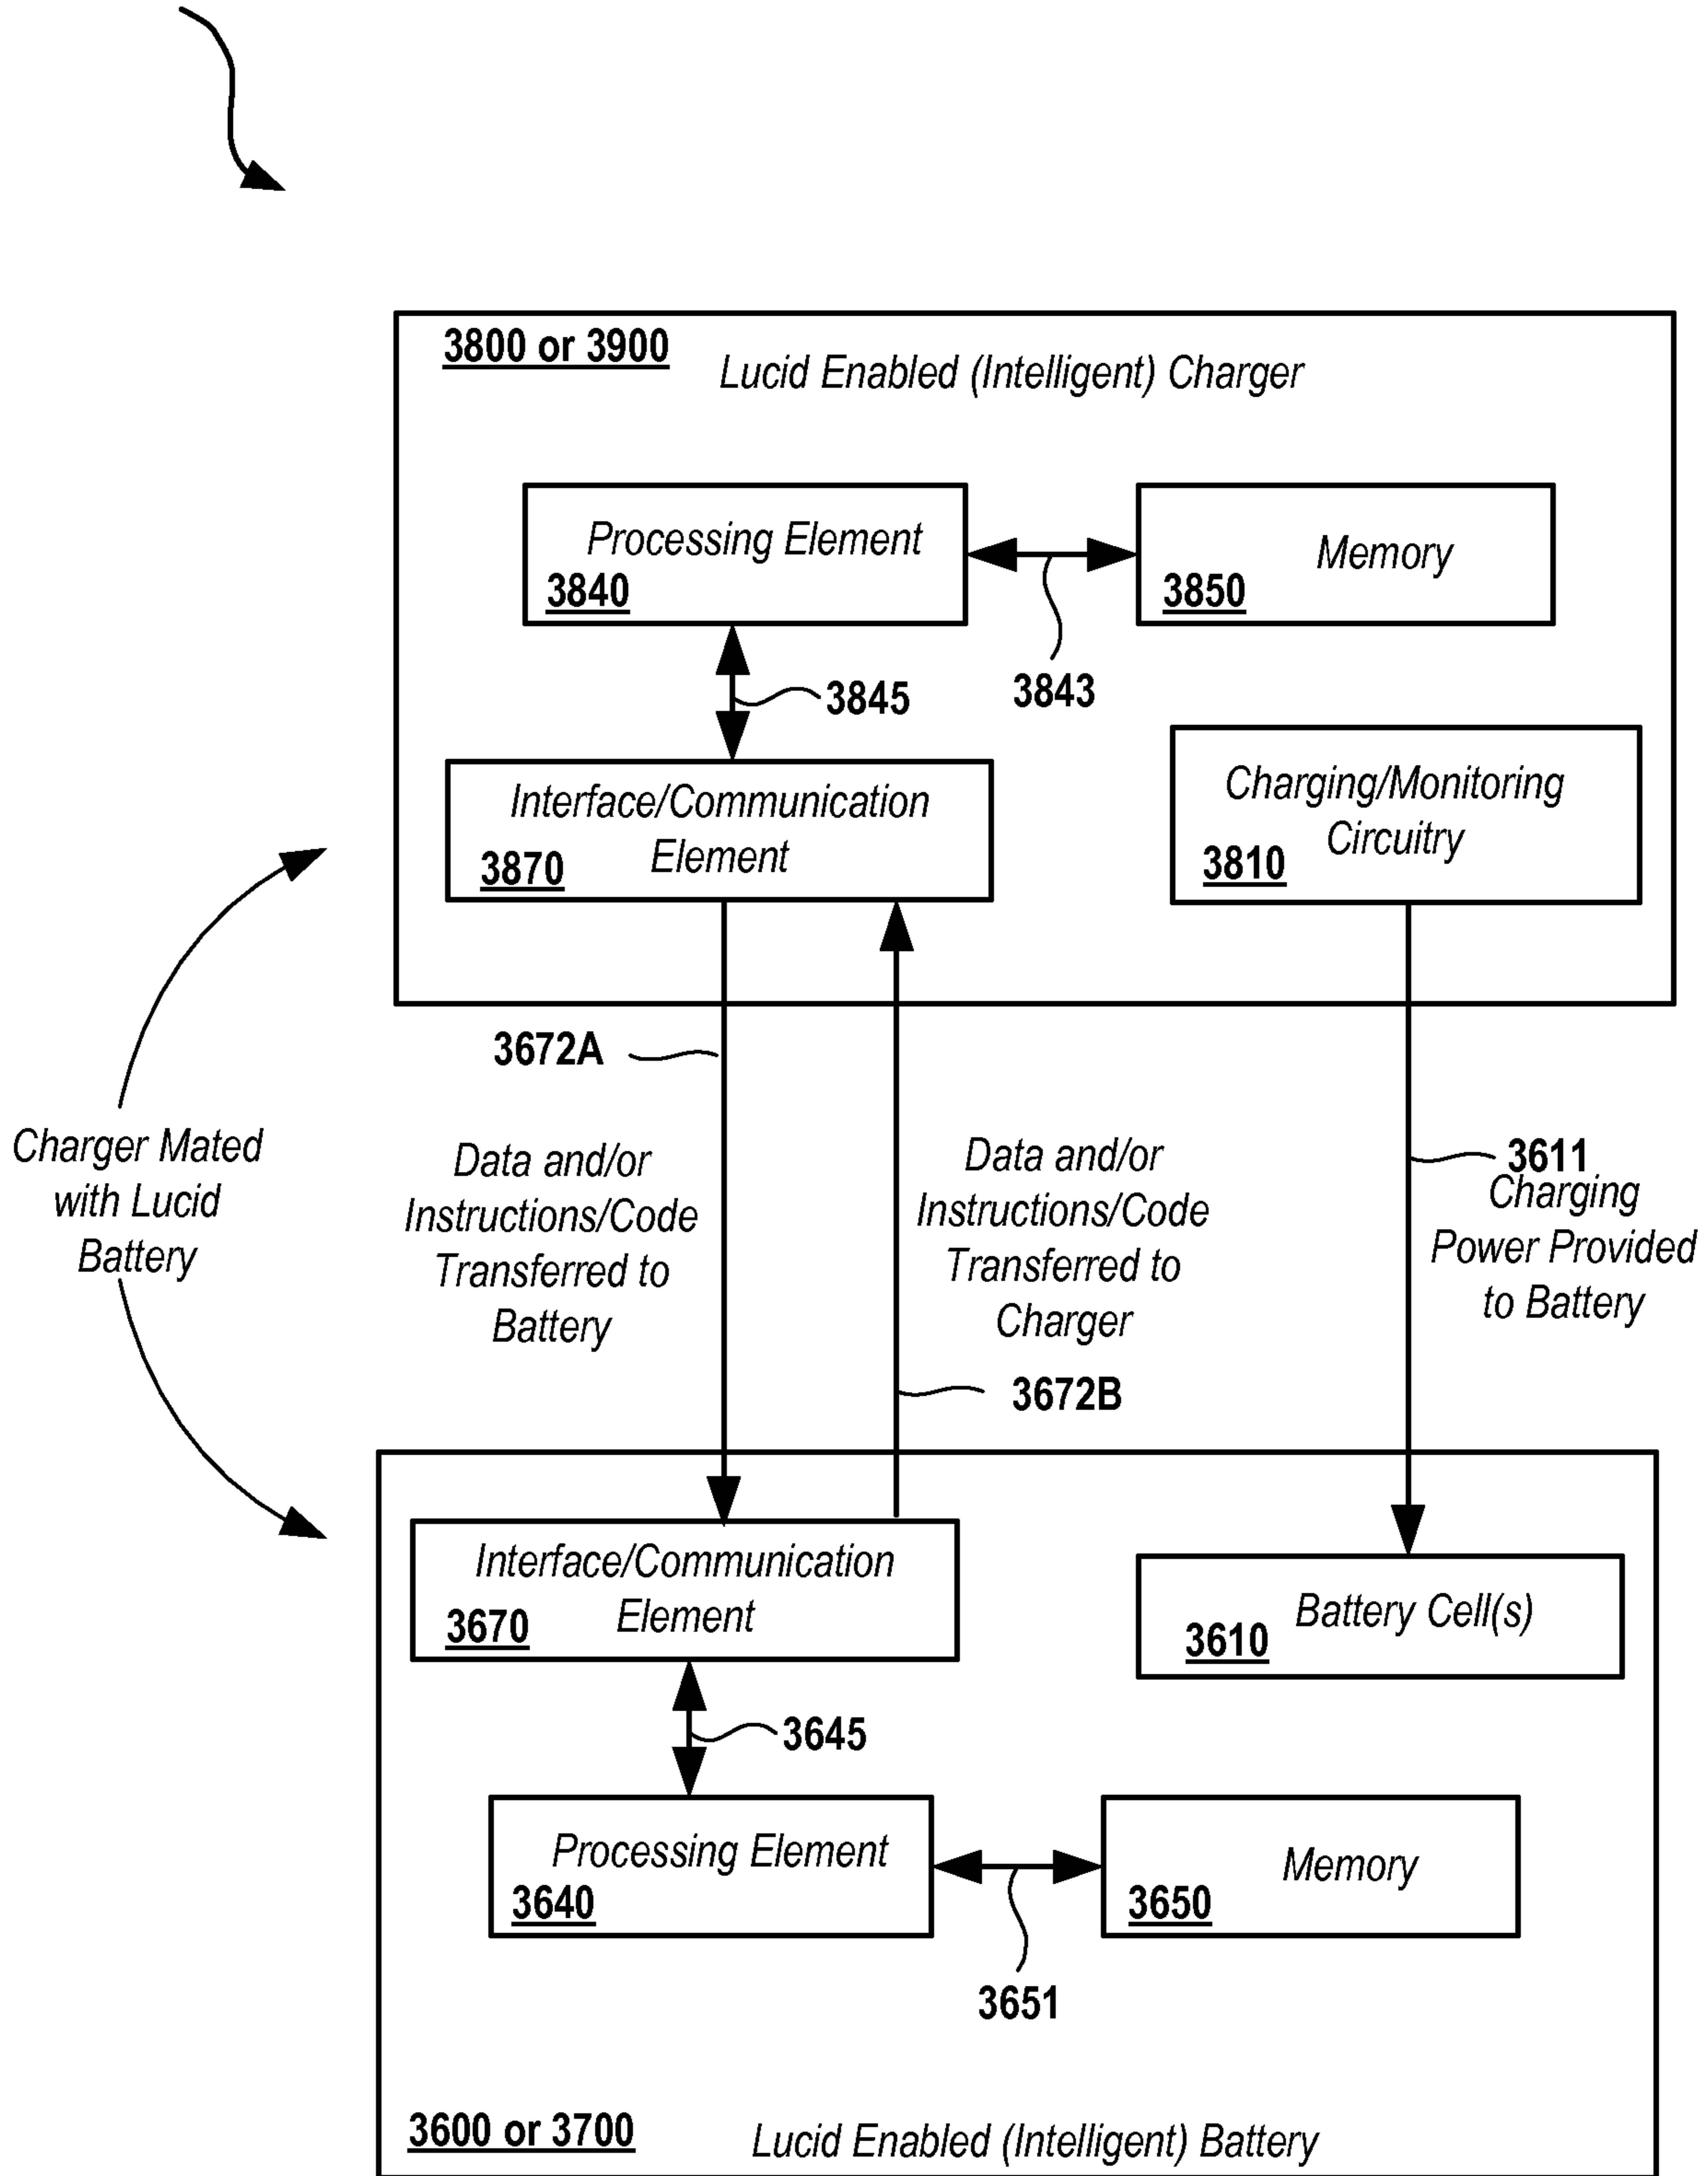 3800 or 3900
Lucid Enabled (Intelligent) Charger
Processing Element
3840
Memory
3850
3843
3845
Interface/Communication
Element
3870
Charging/Monitoring
Circuitry
3810
3672A
Charger Mated
with Lucid
Battery
Data and/or
Instructions/Code
Transferred to
Battery
Data and/or
Instructions/Code
Transferred to
Charger
3672B
3611
Charging
Power Provided
to Battery
Interface/Communication
Element
3670
Battery Cell(s)
3610
3645
Processing Element
3640
Memory
3650
3651
3600 or 3700
Lucid Enabled (Intelligent) Battery